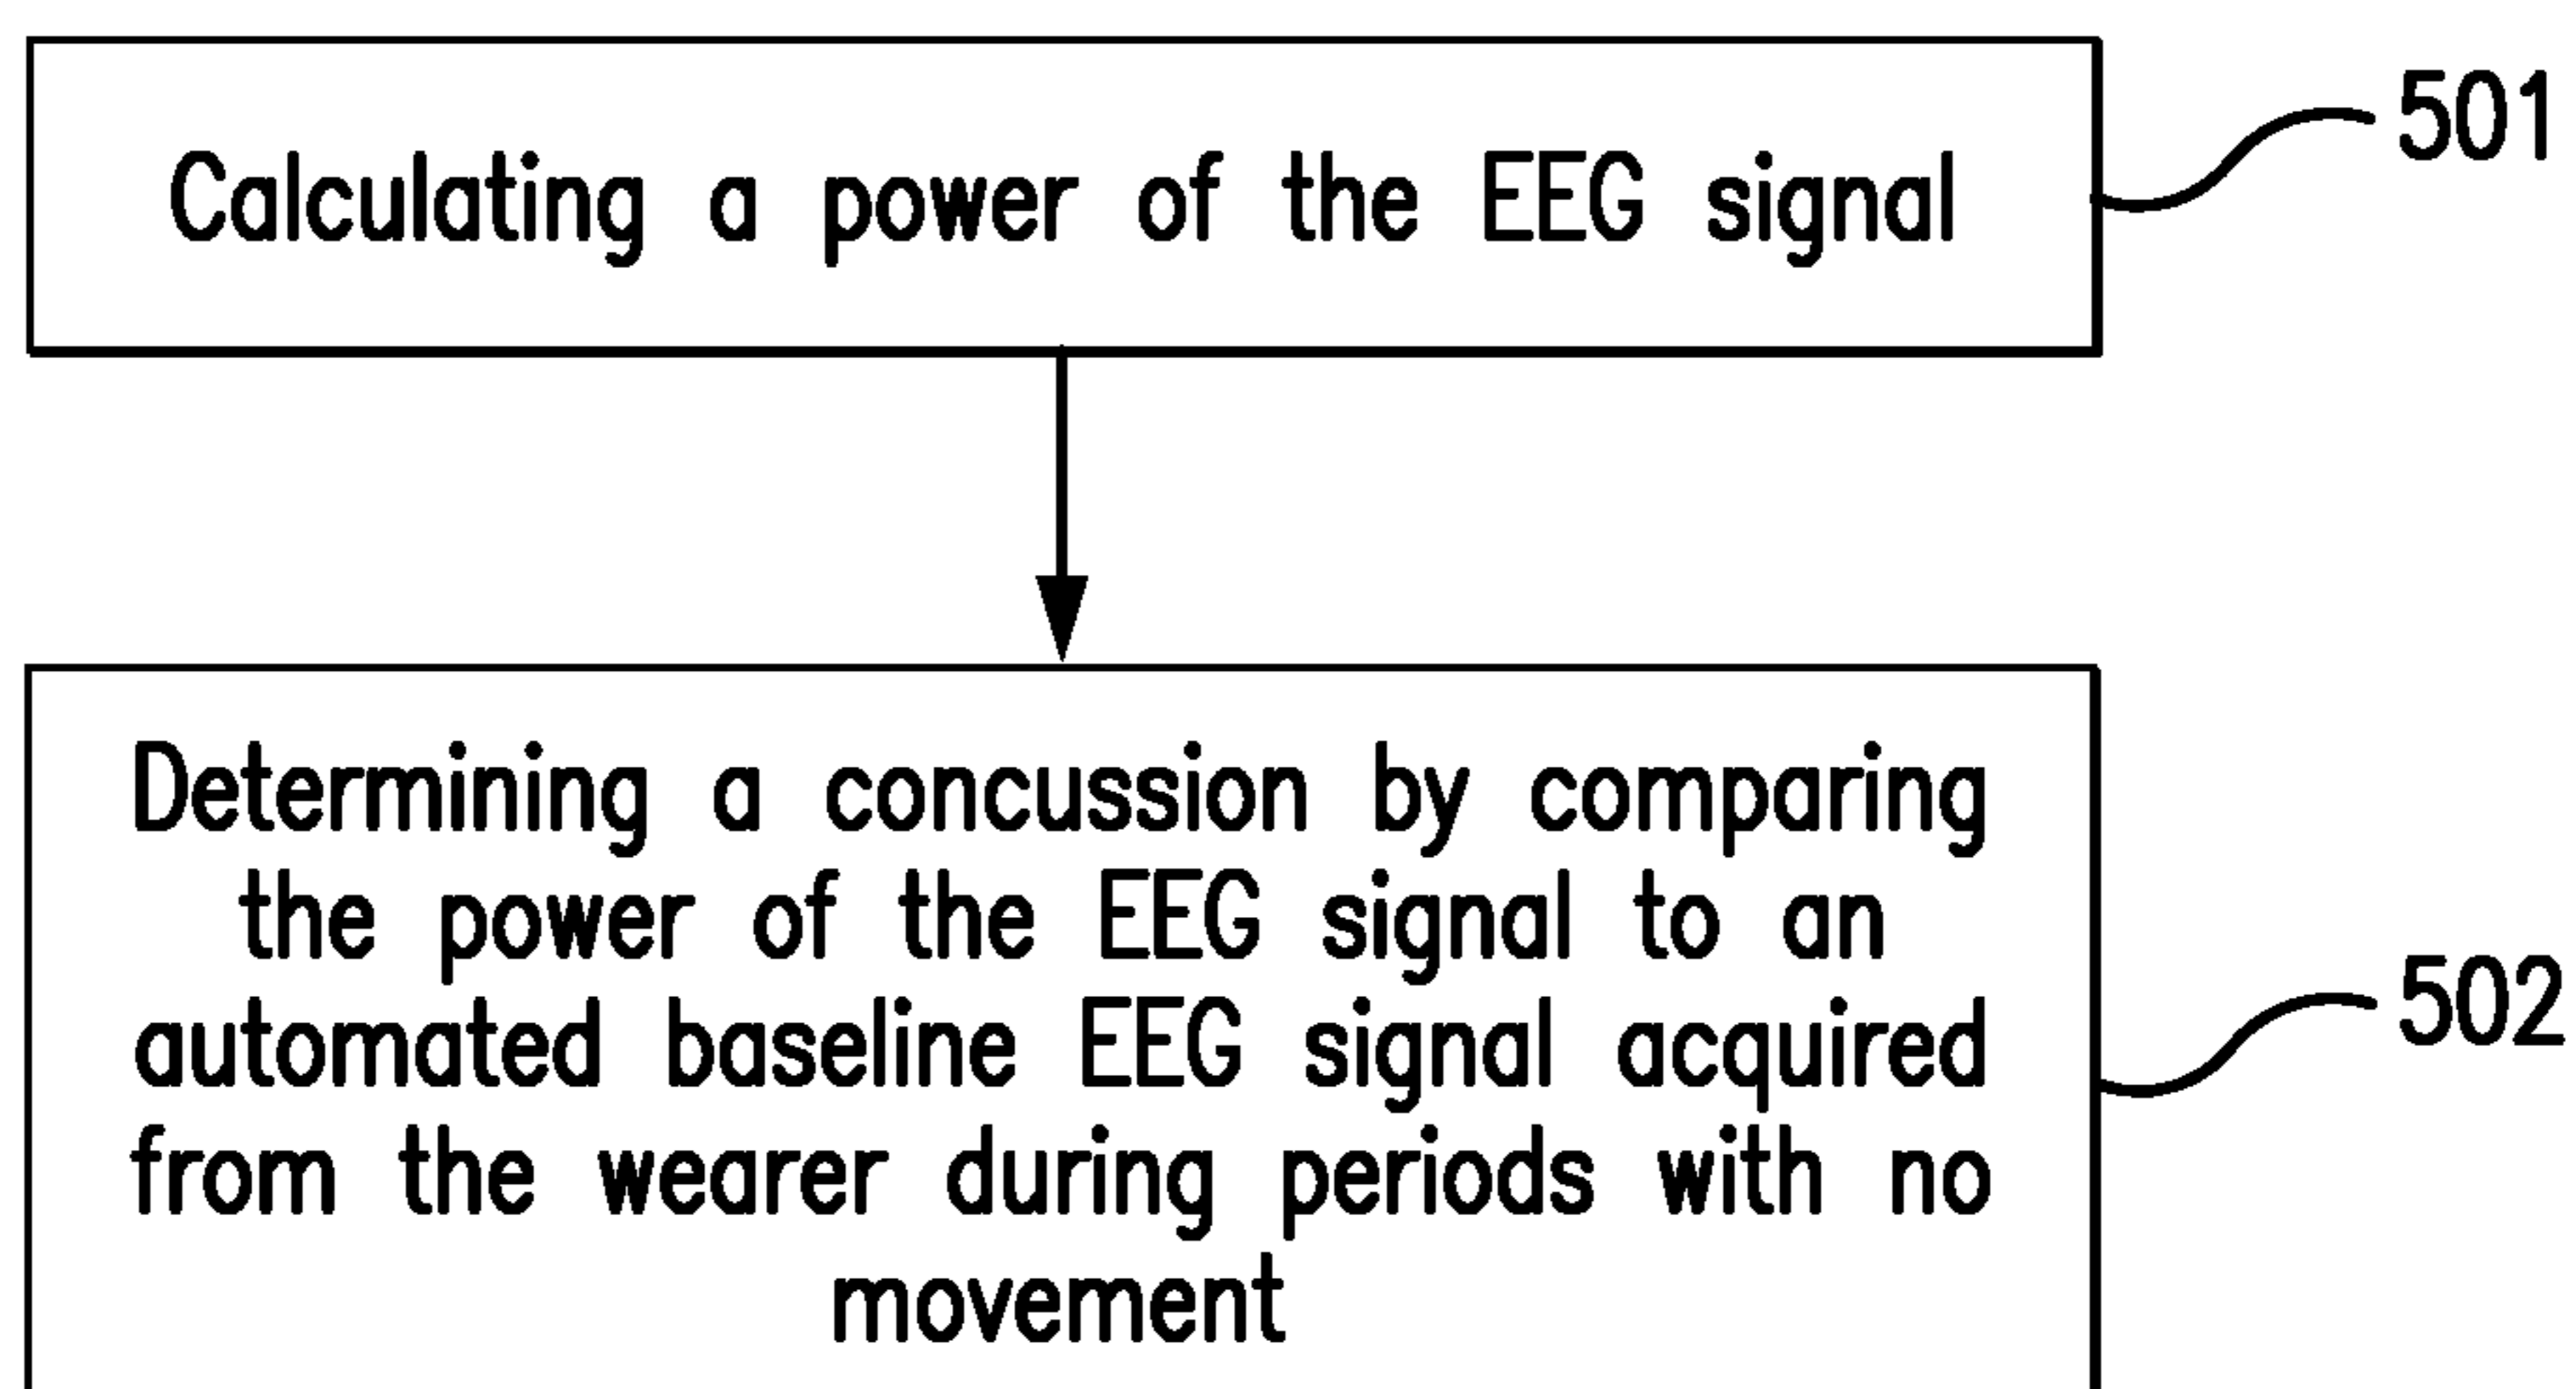 Calculating a power of the EEG signal
501
Determining a concussion by comparing
the power of the EEG signal to an
automated baseline EEG signal acquired
from the wearer during periods with no
movement
502